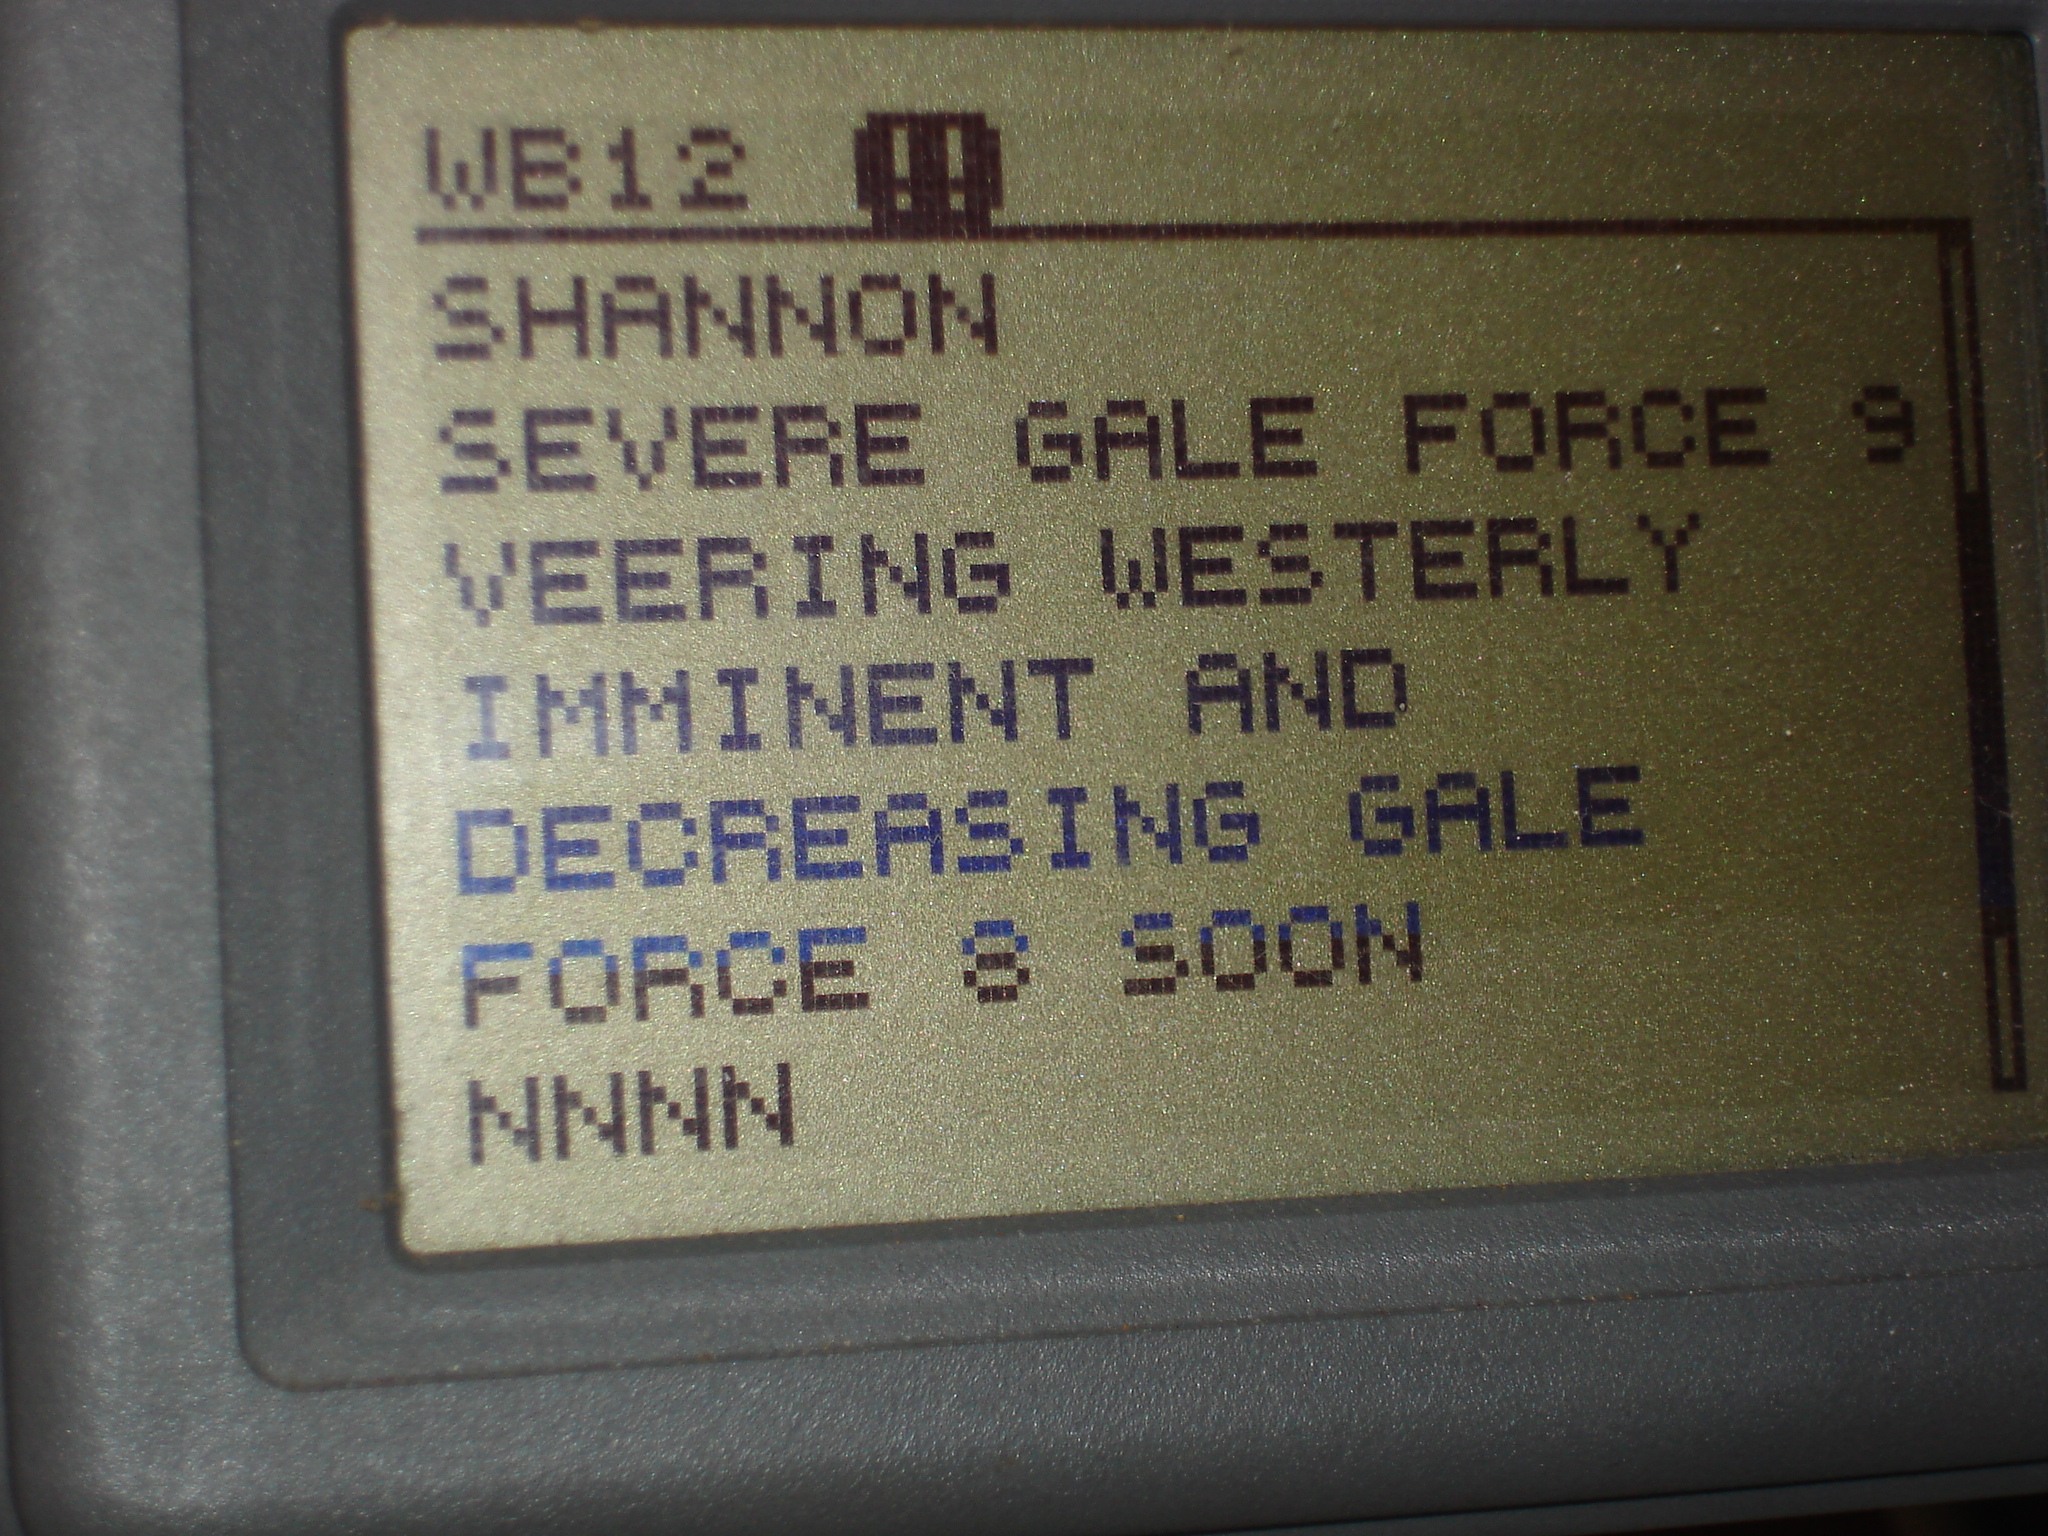 WB12 !!
SHANNON
SEVERE GALE FORCE 9
VEERING WESTERLY
IMMINENT AND
DECREASING GALE
FORCE 8 SOON
NNNN